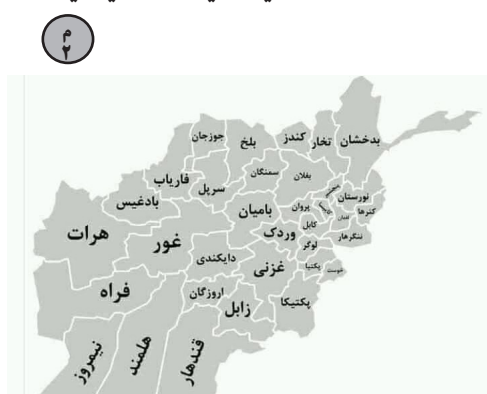 م
۲
بدخشان
تخار
کندز
بلخ
جوزجان
سمنگان
بغلان
فاریاب
سرپل
بادغیس
بامیان
پروان
نورستان
کنرها
ننگرهار
کابل
وردک
لوگر
هرات
غور
دایکندی
غزنی
پکتیا
خوست
پکتیکا
فراه
اروزگان
زابل
نیمروز
هلمند
قندهار